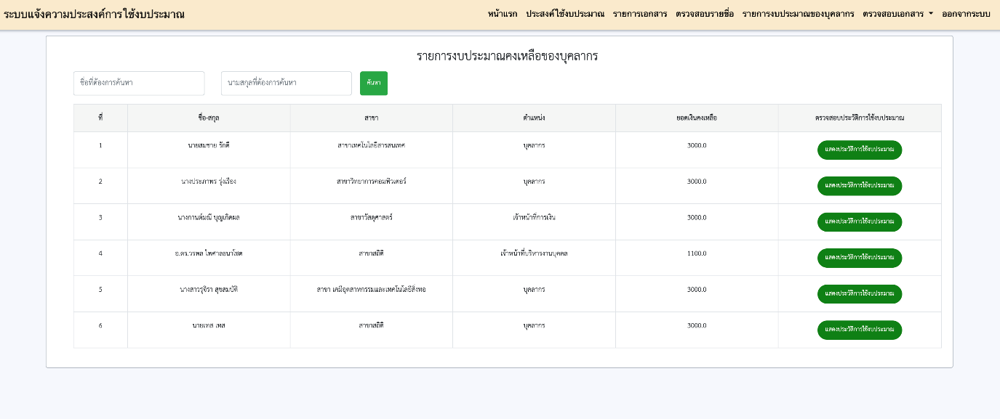 ระบบแจ้งความประสงค์การใช้งบประมาณ หน้าแรก ประสงค์ใช้งบประมาณ รายการเอกสาร ตรวจสอบรายชื่อ รายการงบประมาณของบุคลากร ตรวจสอบเอกสาร ออกจากระบบ
รายการงบประมาณคงเหลือของบุคลากร
ชื่อที่ต้องการค้นหา นามสกุลที่ต้องการค้นหา ค้นหา
ที่ ชื่อ-สกุล สาขา ตำแหน่ง ยอดเงินคงเหลือ ตรวจสอบประวัติการใช้งบประมาณ
1 นายสมชาย รักดี สาขาเทคโนโลยีสารสนเทศ บุคลากร 3000.0 แสดงประวัติการใช้งบประมาณ
2 นางประภาพร รุ่งเรือง สาขาวิทยาการคอมพิวเตอร์ บุคลากร 3000.0 แสดงประวัติการใช้งบประมาณ
3 นางกานต์มณี บุญเกิดผล สาขาวัสดุศาสตร์ เจ้าหน้าที่การเงิน 3000.0 แสดงประวัติการใช้งบประมาณ
4 อ.ดร.วรพล ไพศาลธนาโชค สาขาสถิติ เจ้าหน้าที่บริหารงานบุคคล 1100.0 แสดงประวัติการใช้งบประมาณ
5 นางสาวรุจิรา สุขสมบัติ สาขา เคมีอุตสาหกรรมและเทคโนโลยีสิ่งทอ บุคลากร 3000.0 แสดงประวัติการใช้งบประมาณ
6 นายเทส เทส สาขาสถิติ บุคลากร 3000.0 แสดงประวัติการใช้งบประมาณ